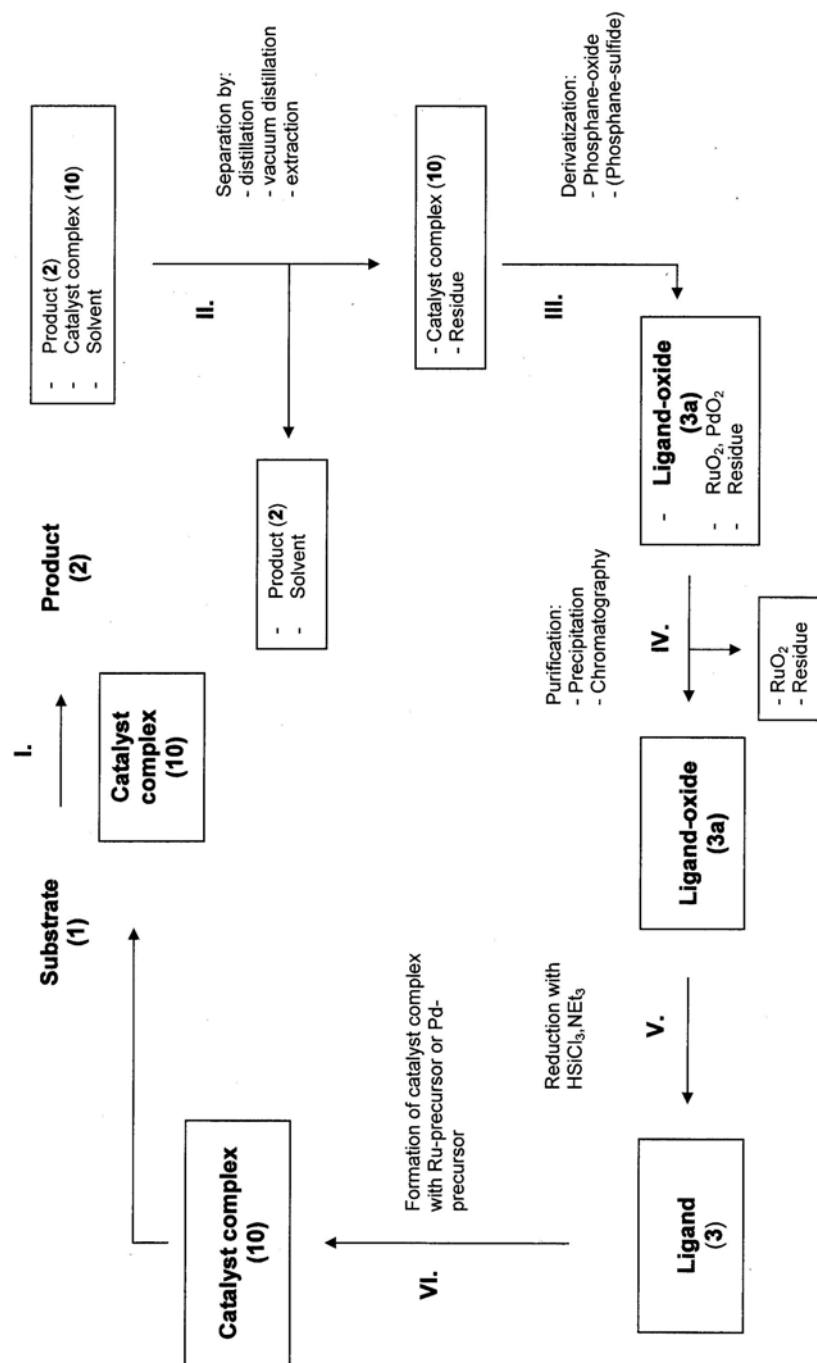 Substrate
(1)
I.
Catalyst
complex
(10)
Product
(2)
- Product (2)
- Catalyst complex (10)
- Solvent
II.
Separation by:
- distillation
- vacuum distillation
- extraction
- Product (2)
- Solvent
- Catalyst complex (10)
- Residue
III.
Derivatization:
- Phosphane-oxide
- (Phosphane-sulfide)
- Ligand-oxide
(3a)
- RuO₂, PdO₂
- Residue
Purification:
- Precipitation
- Chromatography
IV.
- RuO₂
- Residue
Ligand-oxide
(3a)
Reduction with
HSiCl₃,NEt₃
V.
Ligand
(3)
VI.
Formation of catalyst complex
with Ru-precursor or Pd-
precursor
Catalyst complex
(10)